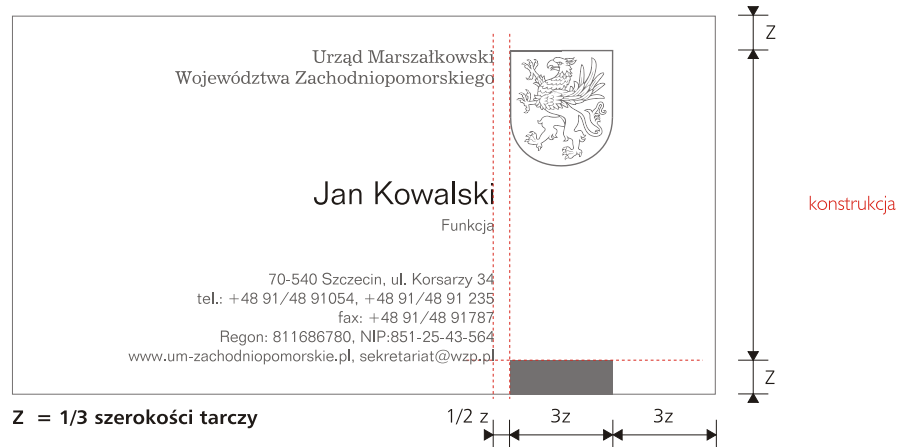 Z
Urząd Marszałkowski
Województwa Zachodniopomorskiego
Jan Kowalski
konstrukcja
Funkcja
70-540 Szczecin, ul. Korsarzy 34
tel.: +48 91/48 91054, +48 91/48 91 235
fax: +48 91/48 91787
Regon: 811686780, NIP:851-25-43-564
www.um-zachodniopomorskie.pl, sekretariat@wzp.pl
Z
Z = 1/3 szerokości tarczy
1/2 z 3z 3z